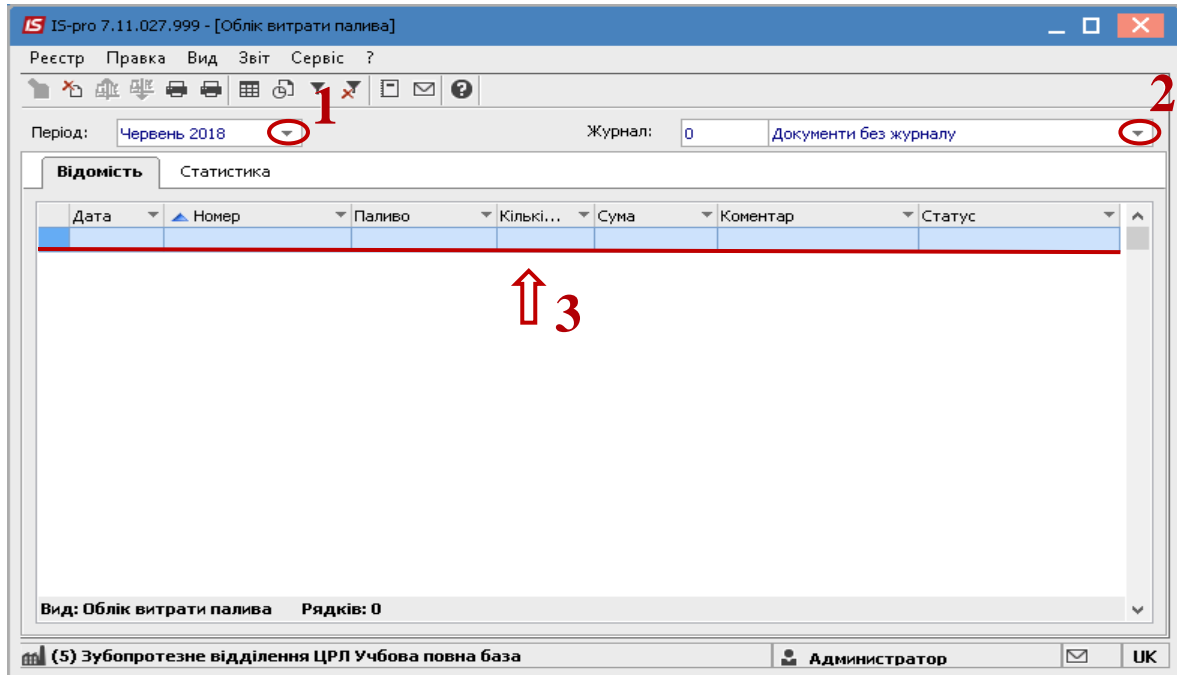 IS IS-pro 7.11.027.999 - [Облік витрати палива]
Реєстр Правка Вид Звіт Сервіс ?
1
2
Період: Червень 2018 Журнал: 0 Документи без журналу
Відомість Статистика
Дата Номер Паливо Кількі... Сума Коментар Статус
3
Вид: Облік витрати палива Рядків: 0
(5) Зубопротезне відділення ЦРЛ Учбова повна база Администратор UK